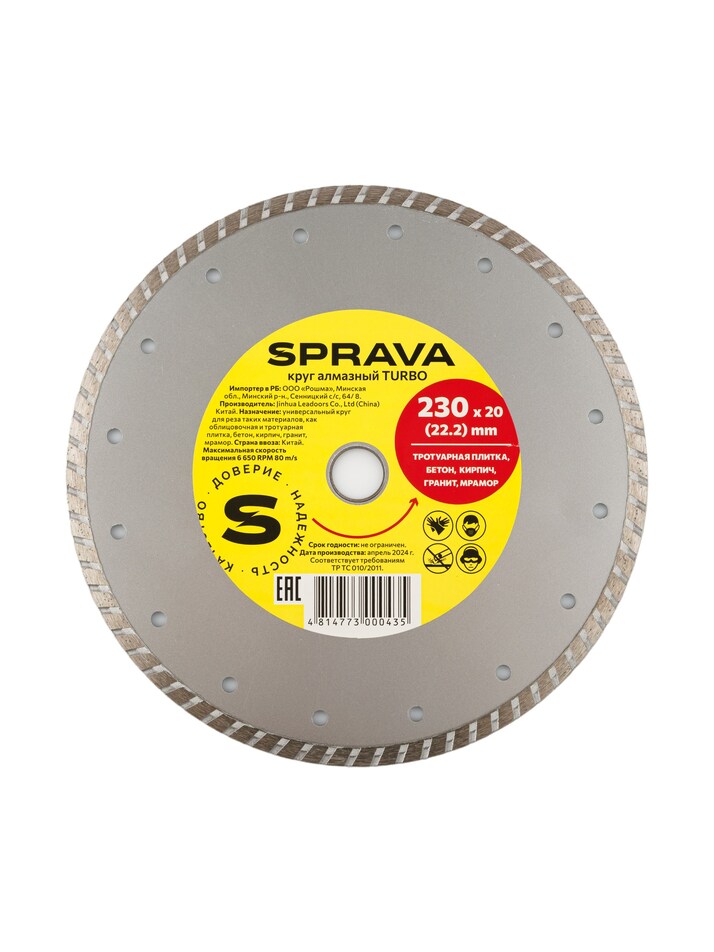 SPRAVA
круг алмазный TURBO
Импортер в РБ: ООО «Рошма», Минская
обл., Минский р-н., Сенницкий с/с, 64/ 8.
Производитель: Jinhua Leadoors Co., Ltd (China)
Китай. Назначение: универсальный круг
для реза таких материалов, как
облицовочная и тротуарная
плитка, бетон, кирпич, гранит,
мрамор. Страна ввоза: Китай.
Максимальная скорость
вращения 6 650 RPM 80 m/s
230 x 20
(22.2) mm
ТРОТУАРНАЯ ПЛИТКА,
БЕТОН, КИРПИЧ,
ГРАНИТ, МРАМОР
КАЧЕСТВО · ДОВЕРИЕ · НАДЕЖНОСТЬ ·
S
Срок годности: не ограничен.
Дата производства: апрель 2024 г.
Соответствует требованиям
ТР ТС 010/2011.
EAC
4 814773 000435